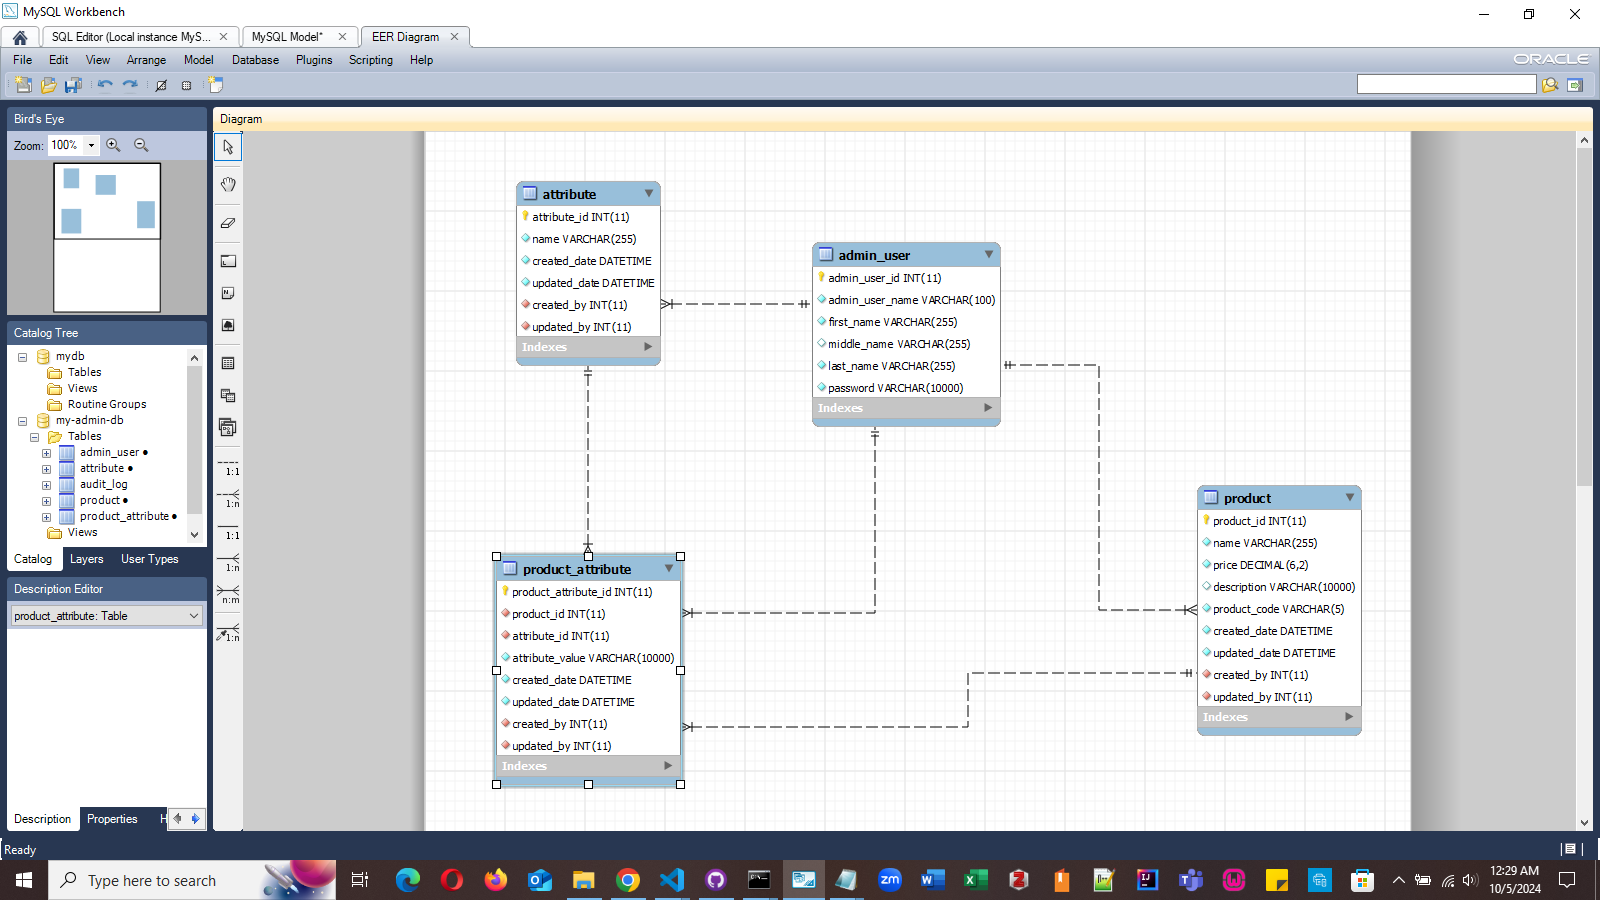 MySQL Workbench
SQL Editor (Local instance MyS...
MySQL Model*
EER Diagram
File Edit View Arrange Model Database Plugins Scripting Help
ORACLE
Bird's Eye
Zoom: 100%
Catalog Tree
mydb
Tables
Views
Routine Groups
my-admin-db
Tables
admin_user •
attribute •
audit_log
product •
product_attribute •
Views
Catalog Layers User Types
Description Editor
product_attribute: Table
Description Properties H
1:1
1:n
1:1
1:n
n:m
1:n
Diagram
attribute
attribute_id INT(11)
name VARCHAR(255)
created_date DATETIME
updated_date DATETIME
created_by INT(11)
updated_by INT(11)
Indexes
admin_user
admin_user_id INT(11)
admin_user_name VARCHAR(100)
first_name VARCHAR(255)
middle_name VARCHAR(255)
last_name VARCHAR(255)
password VARCHAR(10000)
Indexes
product_attribute
product_attribute_id INT(11)
product_id INT(11)
attribute_id INT(11)
attribute_value VARCHAR(10000)
created_date DATETIME
updated_date DATETIME
created_by INT(11)
updated_by INT(11)
Indexes
product
product_id INT(11)
name VARCHAR(255)
price DECIMAL(6,2)
description VARCHAR(10000)
product_code VARCHAR(5)
created_date DATETIME
updated_date DATETIME
created_by INT(11)
updated_by INT(11)
Indexes
Ready
Type here to search
zm
12:29 AM
10/5/2024